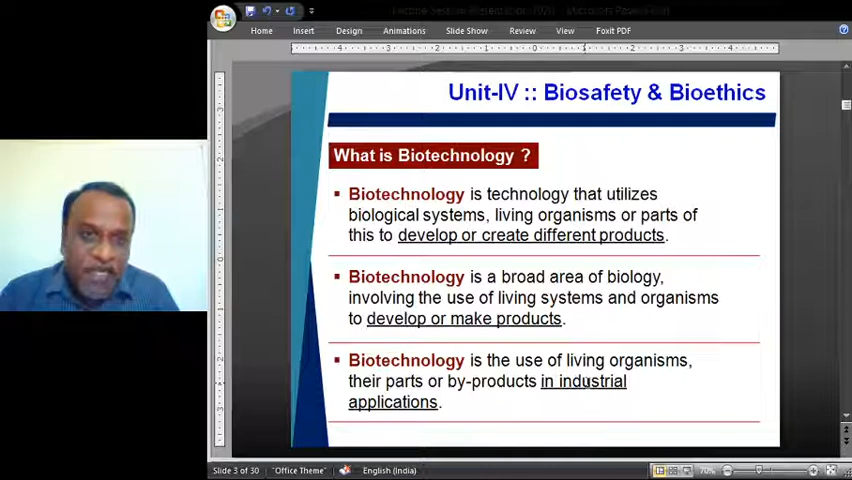 Home Insert Design Animations Slide Show Review View Foxit PDF
Unit-IV :: Biosafety & Bioethics
What is Biotechnology ?
▪ Biotechnology is technology that utilizes
biological systems, living organisms or parts of
this to develop or create different products.
▪ Biotechnology is a broad area of biology,
involving the use of living systems and organisms
to develop or make products.
▪ Biotechnology is the use of living organisms,
their parts or by-products in industrial
applications.
Slide 3 of 30 "Office Theme" English (India) 70%